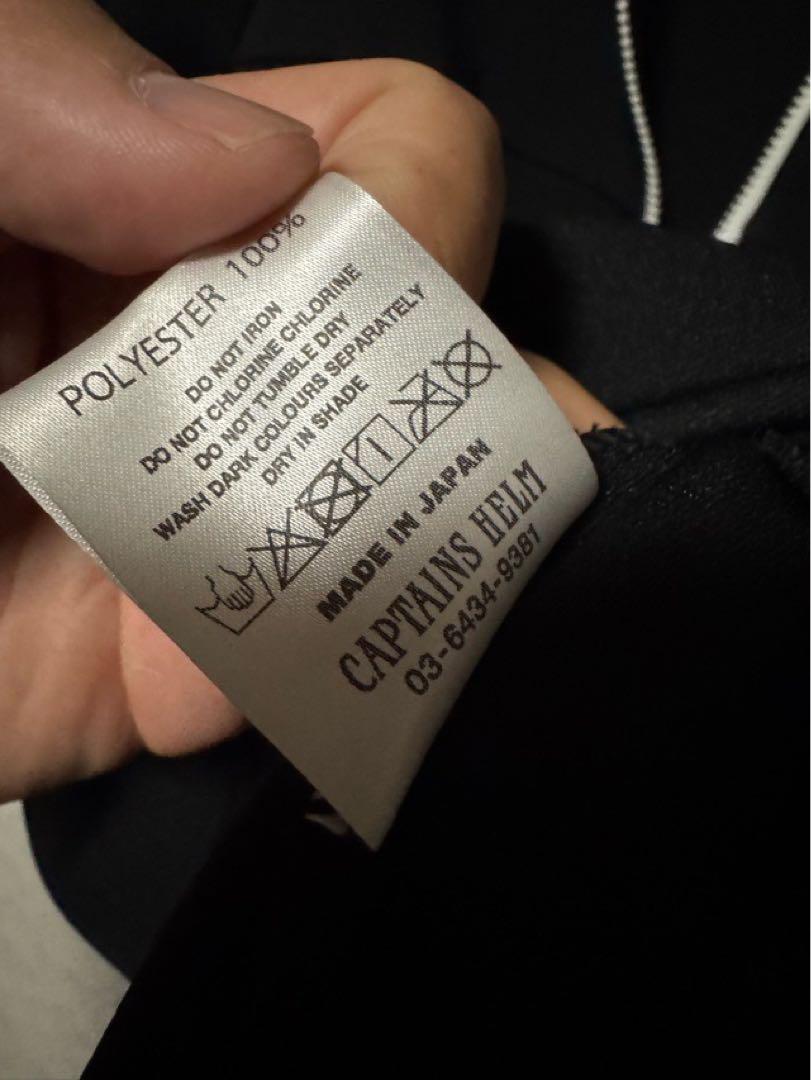 POLYESTER 100%
DO NOT IRON
DO NOT CHLORINE CHLORINE
DO NOT TUMBLE DRY
WASH DARK COLOURS SEPARATELY
DRY IN SHADE
MADE IN JAPAN
CAPTAINS HELM
03-6434-9381